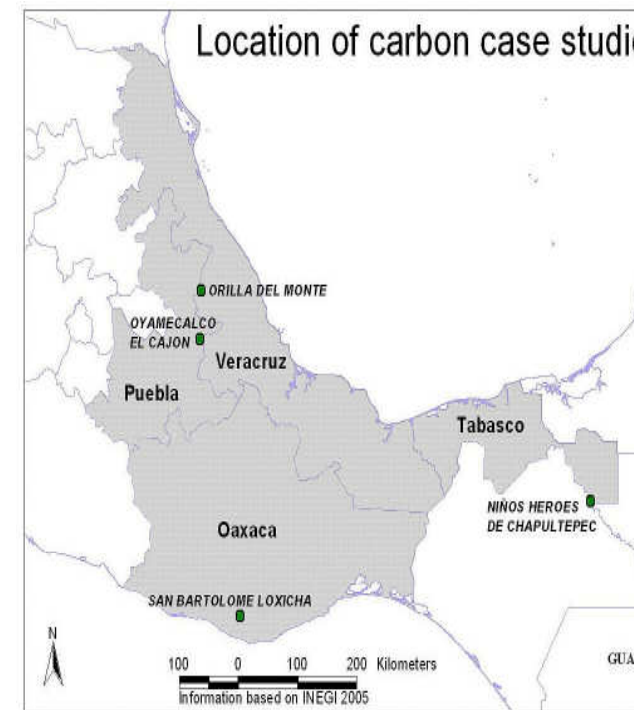 Location of carbon case studie
ORILLA DEL MONTE
OYAMECALCO
EL CAJON
Veracruz
Puebla
Tabasco
NIÑOS HEROES
DE CHAPULTEPEC
Oaxaca
SAN BARTOLOME LOXICHA
N
GUA
100 0 100 200 Kilometers
Information based on INEGI 2005